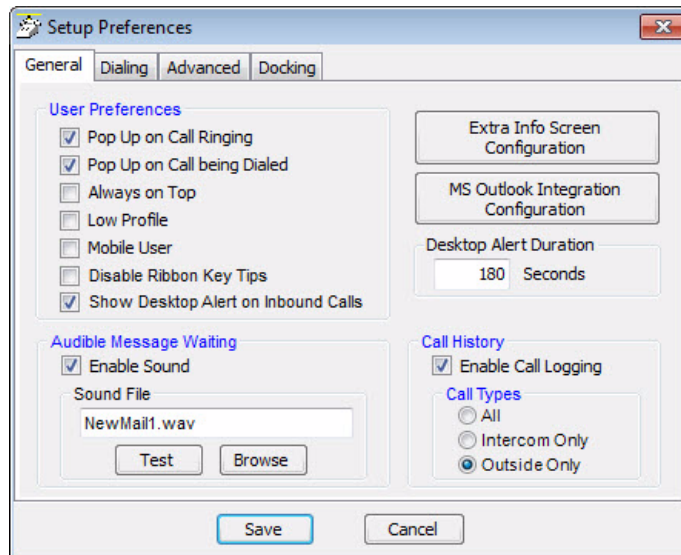 Setup Preferences
General
Dialing
Advanced
Docking
User Preferences
Pop Up on Call Ringing
Pop Up on Call being Dialed
Always on Top
Low Profile
Mobile User
Disable Ribbon Key Tips
Show Desktop Alert on Inbound Calls
Extra Info Screen
Configuration
MS Outlook Integration
Configuration
Desktop Alert Duration
180 Seconds
Audible Message Waiting
Enable Sound
Sound File
NewMail1.wav
Test
Browse
Call History
Enable Call Logging
Call Types
All
Intercom Only
Outside Only
Save
Cancel